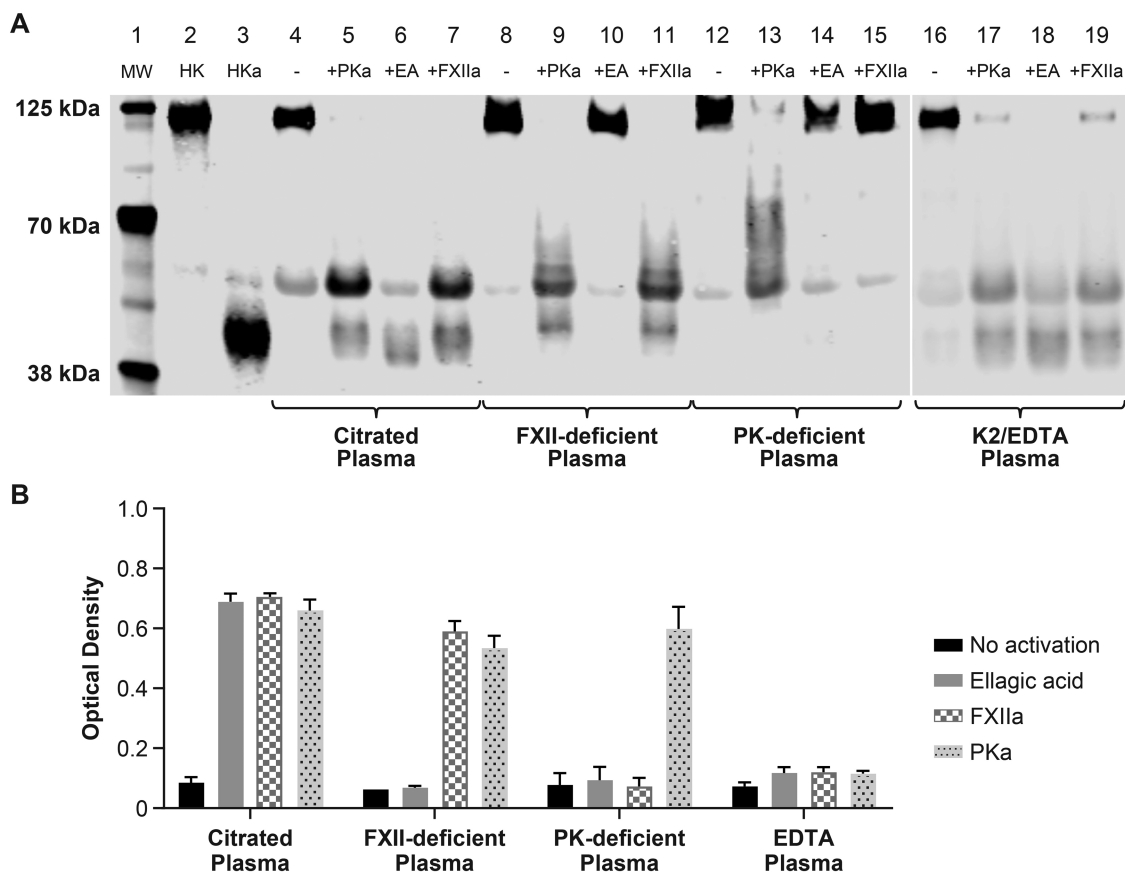 A
1 2 3 4 5 6 7 8 9 10 11 12 13 14 15 16 17 18 19
MW HK HKa - +PKa +EA +FXIIa - +PKa +EA +FXIIa - +PKa +EA +FXIIa - +PKa +EA +FXIIa
125 kDa
70 kDa
38 kDa
Citrated
Plasma
FXII-deficient
Plasma
PK-deficient
Plasma
K2/EDTA
Plasma
B
Optical Density
1.0
0.8
0.6
0.4
0.2
0
Citrated
Plasma
FXII-deficient
Plasma
PK-deficient
Plasma
EDTA
Plasma
No activation
Ellagic acid
FXIIa
PKa